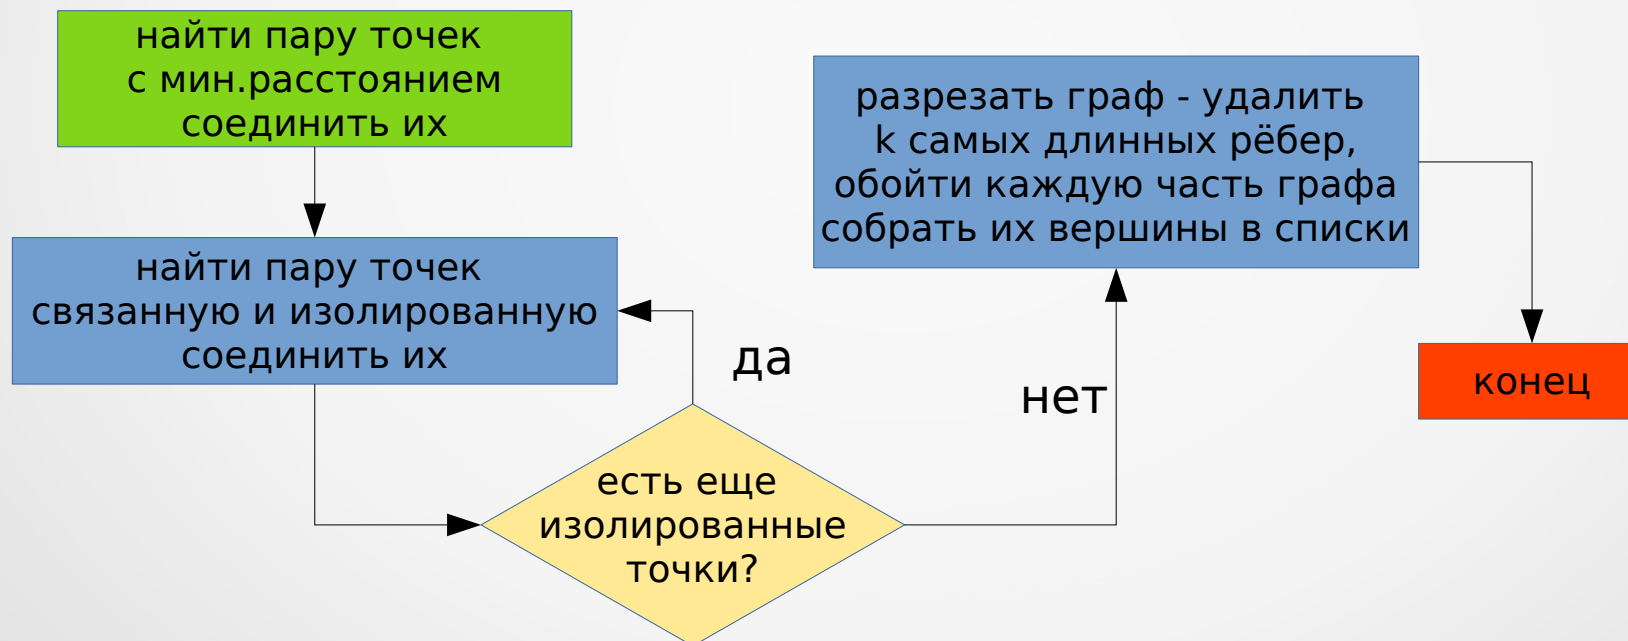 найти пару точек
с мин.расстоянием
соединить их
найти пару точек
связанную и изолированную
соединить их
да
есть еще
изолированные
точки?
нет
разрезать граф - удалить
k самых длинных рёбер,
обойти каждую часть графа
собрать их вершины в списки
конец